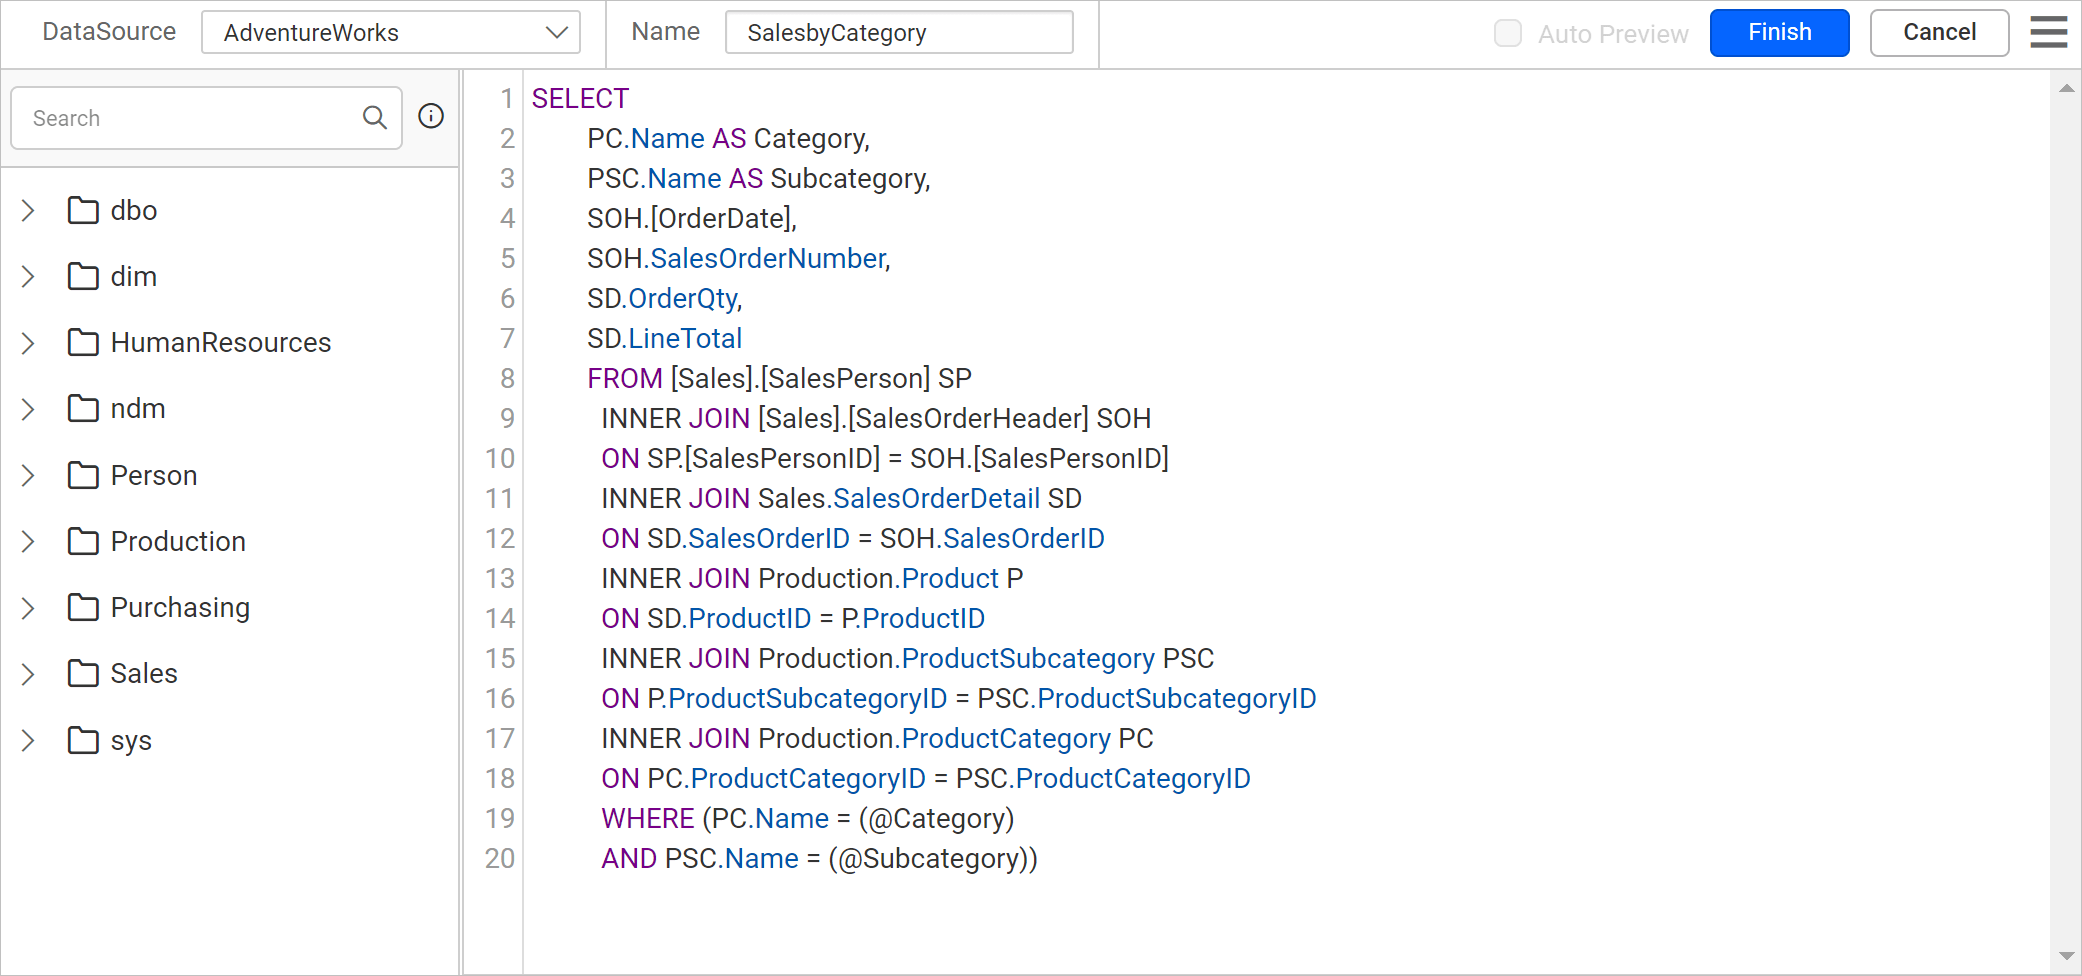 DataSource AdventureWorks Name SalesbyCategory Auto Preview Finish Cancel
Search
dbo
dim
HumanResources
ndm
Person
Production
Purchasing
Sales
sys
1 SELECT
2 PC.Name AS Category,
3 PSC.Name AS Subcategory,
4 SOH.[OrderDate],
5 SOH.SalesOrderNumber,
6 SD.OrderQty,
7 SD.LineTotal
8 FROM [Sales].[SalesPerson] SP
9 INNER JOIN [Sales].[SalesOrderHeader] SOH
10 ON SP.[SalesPersonID] = SOH.[SalesPersonID]
11 INNER JOIN Sales.SalesOrderDetail SD
12 ON SD.SalesOrderID = SOH.SalesOrderID
13 INNER JOIN Production.Product P
14 ON SD.ProductID = P.ProductID
15 INNER JOIN Production.ProductSubcategory PSC
16 ON P.ProductSubcategoryID = PSC.ProductSubcategoryID
17 INNER JOIN Production.ProductCategory PC
18 ON PC.ProductCategoryID = PSC.ProductCategoryID
19 WHERE (PC.Name = (@Category)
20 AND PSC.Name = (@Subcategory))